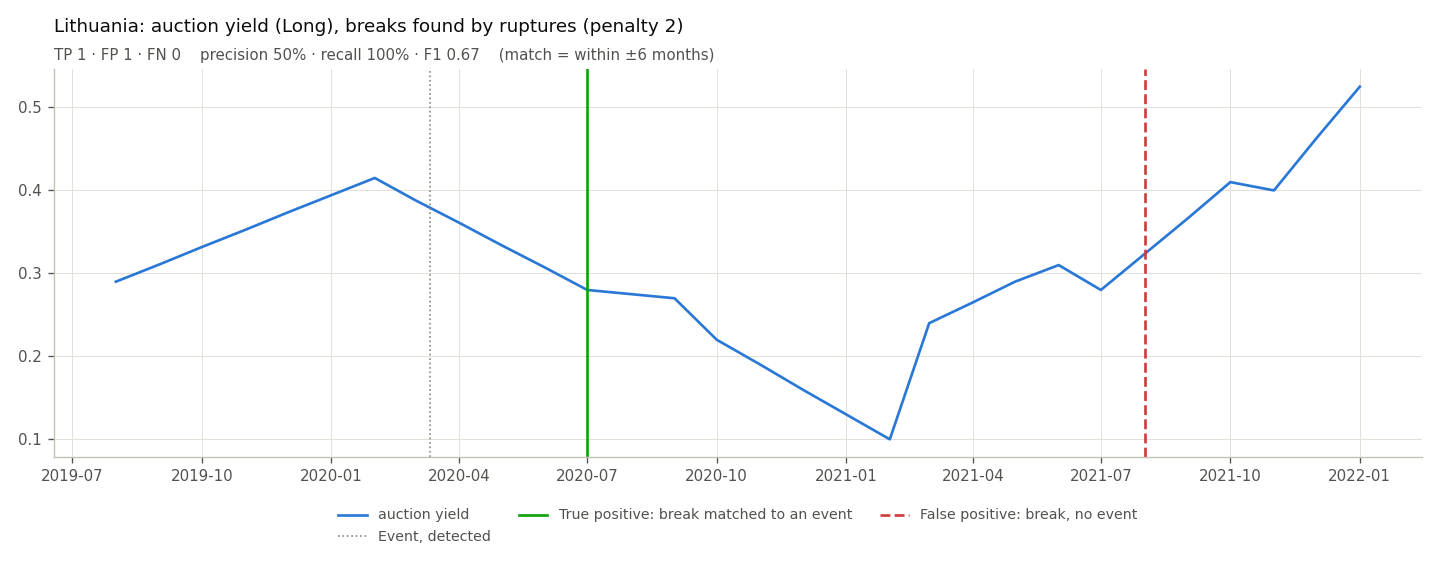 Lithuania: auction yield (Long), breaks found by ruptures (penalty 2)
TP 1 · FP 1 · FN 0    precision 50% · recall 100% · F1 0.67    (match = within ±6 months)
0.5
0.4
0.3
0.2
0.1
2019-07 2019-10 2020-01 2020-04 2020-07 2020-10 2021-01 2021-04 2021-07 2021-10 2022-01
auction yield True positive: break matched to an event False positive: break, no event
Event, detected